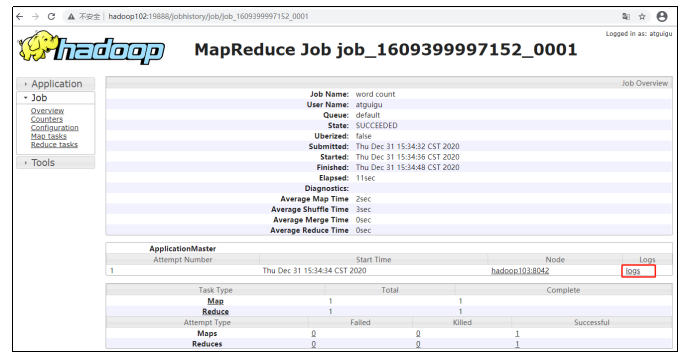 不安全 | hadoop102:19888/jobhistory/job/job_1609399997152_0001
Logged in as: atguigu
hadoop
MapReduce Job job_1609399997152_0001
Application
Job
Overview
Counters
Configuration
Map tasks
Reduce tasks
Tools
Job Overview
Job Name: word count
User Name: atguigu
Queue: default
State: SUCCEEDED
Uberized: false
Submitted: Thu Dec 31 15:34:32 CST 2020
Started: Thu Dec 31 15:34:36 CST 2020
Finished: Thu Dec 31 15:34:48 CST 2020
Elapsed: 11sec
Diagnostics:
Average Map Time 2sec
Average Shuffle Time 3sec
Average Merge Time 0sec
Average Reduce Time 0sec
ApplicationMaster
Attempt Number Start Time Node Logs
1 Thu Dec 31 15:34:34 CST 2020 hadoop103:8042 logs
Task Type Total Complete
Map 1 1
Reduce 1 1
Attempt Type Failed Killed Successful
Maps 0 0 1
Reduces 0 0 1